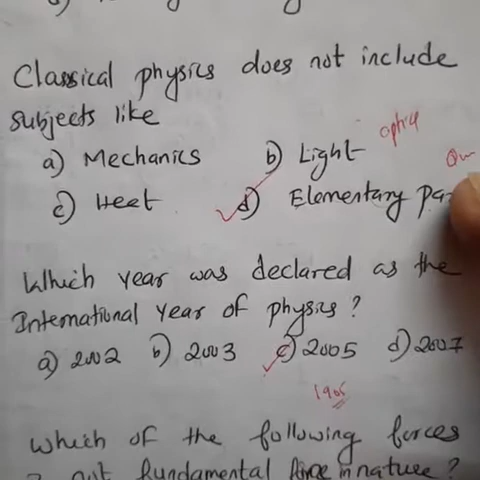 Classical physics does not include
subjects like
a) Mechanics b) Light optics
c) Heet d) Elementary
Which year was declared as the
International year of physics ?
a) 2002 b) 2003 c) 2005 d) 2007
1905
Which of the following forces
not fundamental force in nature ?